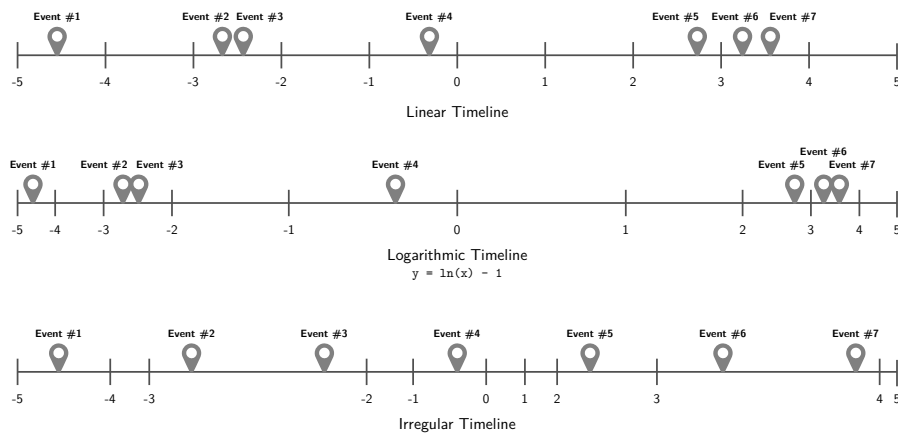 Event #1 Event #2 Event #3 Event #4 Event #5 Event #6 Event #7
-5 -4 -3 -2 -1 0 1 2 3 4 5
Linear Timeline
Event #6
Event #1 Event #2 Event #3 Event #4 Event #5 Event #7
-5 -4 -3 -2 -1 0 1 2 3 4 5
Logarithmic Timeline
y = ln(x) - 1
Event #1 Event #2 Event #3 Event #4 Event #5 Event #6 Event #7
-5 -4 -3 -2 -1 0 1 2 3 4 5
Irregular Timeline